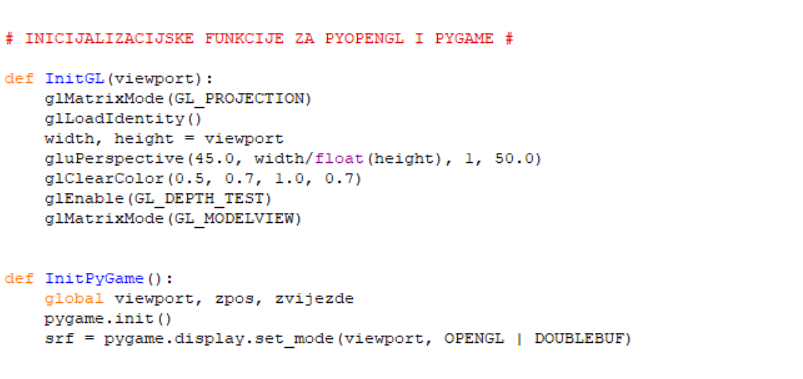 # INICIJALIZACIJSKE FUNKCIJE ZA PYOPENGL I PYGAME #
def InitGL(viewport):
    glMatrixMode(GL_PROJECTION)
    glLoadIdentity()
    width, height = viewport
    gluPerspective(45.0, width/float(height), 1, 50.0)
    glClearColor(0.5, 0.7, 1.0, 0.7)
    glEnable(GL_DEPTH_TEST)
    glMatrixMode(GL_MODELVIEW)
def InitPyGame():
    global viewport, zpos, zvijezde
    pygame.init()
    srf = pygame.display.set_mode(viewport, OPENGL | DOUBLEBUF)